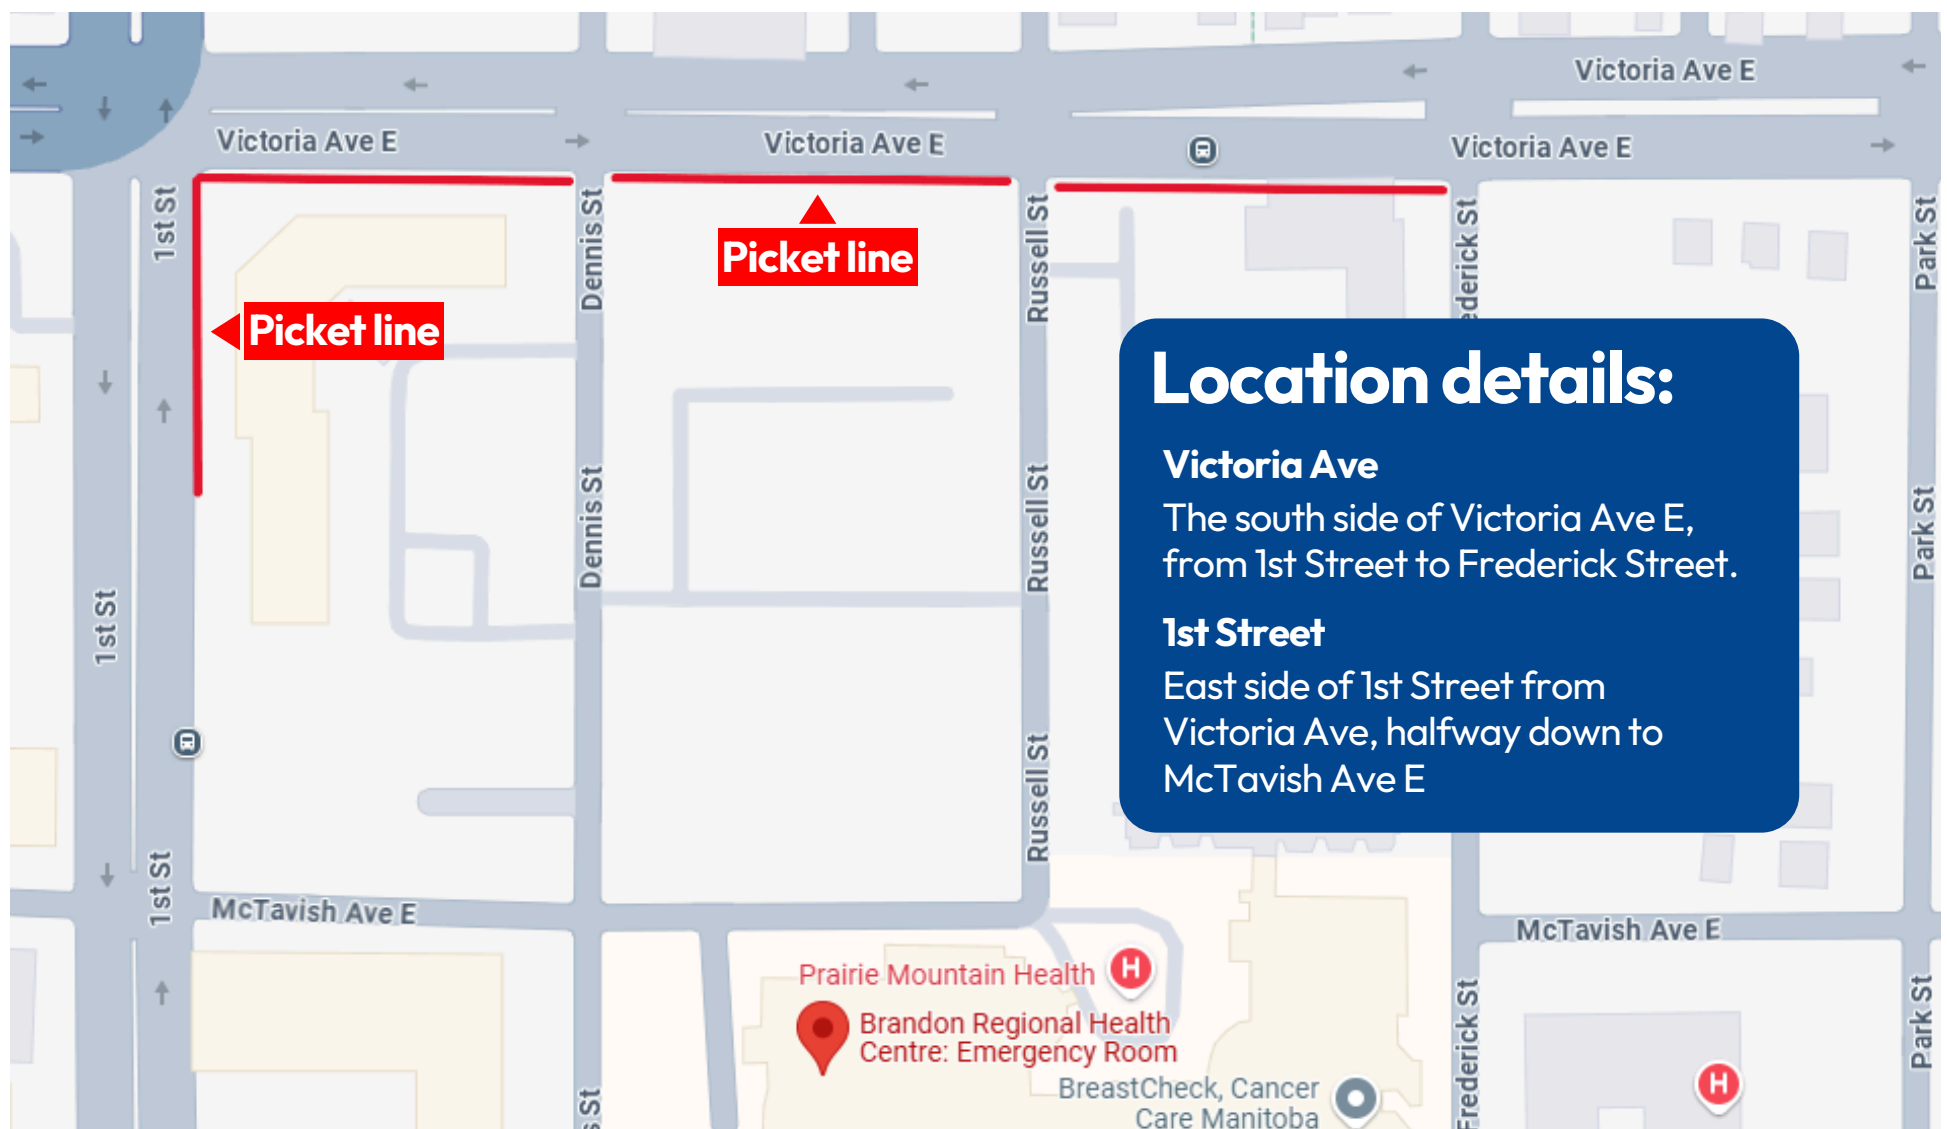 Victoria Ave E
Victoria Ave E
Victoria Ave E
Victoria Ave E
1st St
Dennis St
Russell St
Park St
Picket line
Picket line
Location details:
Victoria Ave
The south side of Victoria Ave E,
from 1st Street to Frederick Street.
1st Street
East side of 1st Street from
Victoria Ave, halfway down to
McTavish Ave E
Dennis St
Russell St
Park St
1st St
Russell St
1st St
McTavish Ave E
McTavish Ave E
Prairie Mountain Health
H
Brandon Regional Health
Centre: Emergency Room
BreastCheck, Cancer
Care Manitoba
H
Frederick St
Park St
St